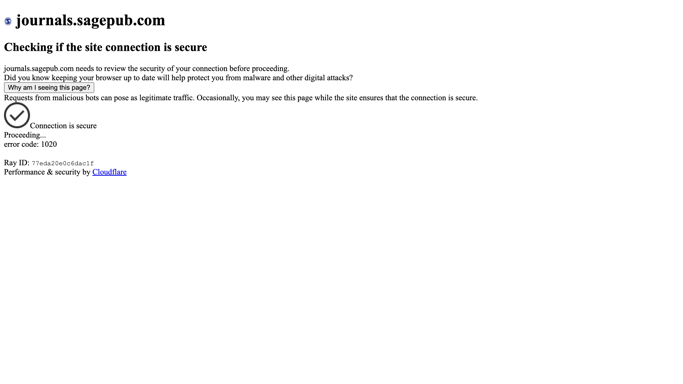 journals.sagepub.com
Checking if the site connection is secure
journals.sagepub.com needs to review the security of your connection before proceeding.
Did you know keeping your browser up to date will help protect you from malware and other digital attacks?
Why am I seeing this page?
Requests from malicious bots can pose as legitimate traffic. Occasionally, you may see this page while the site ensures that the connection is secure.
Connection is secure
Proceeding...
error code: 1020
Ray ID: 77eda20e0c6dac1f
Performance & security by Cloudflare